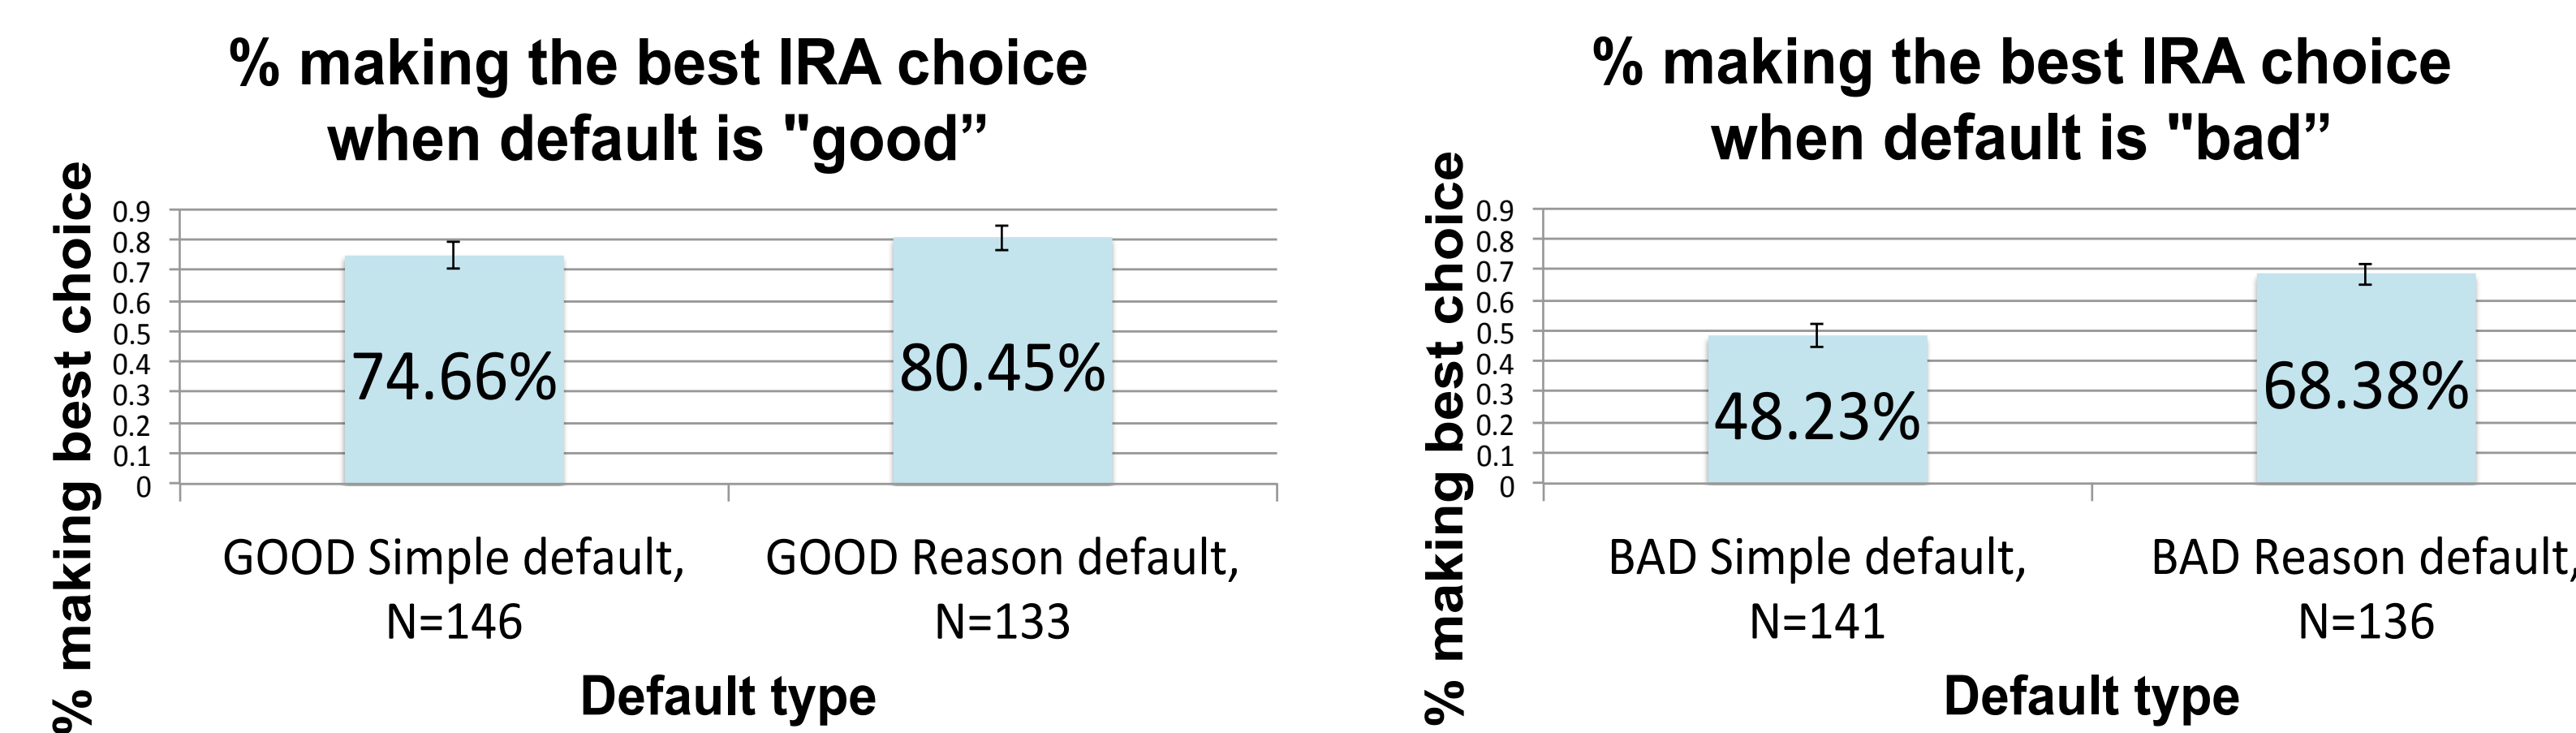 % making the best IRA choice
when default is "good”
% making best choice
0.9
0.8
0.7
0.6
0.5
0.4
0.3
0.2
0.1
0
74.66%
80.45%
GOOD Simple default,
N=146
GOOD Reason default,
N=133
Default type
% making the best IRA choice
when default is "bad”
% making best choice
0.9
0.8
0.7
0.6
0.5
0.4
0.3
0.2
0.1
0
48.23%
68.38%
BAD Simple default,
N=141
BAD Reason default,
N=136
Default type